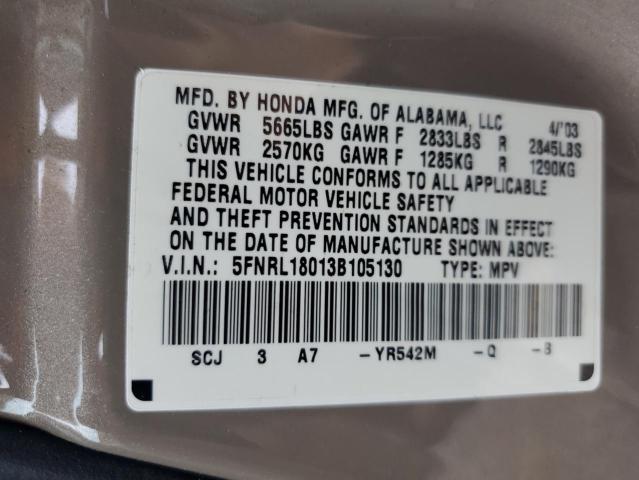 MFD. BY HONDA MFG. OF ALABAMA, LLC 4/'03
GVWR 5665LBS GAWR F 2833LBS R 2845LBS
GVWR 2570KG GAWR F 1285KG R 1290KG
THIS VEHICLE CONFORMS TO ALL APPLICABLE
FEDERAL MOTOR VEHICLE SAFETY
AND THEFT PREVENTION STANDARDS IN EFFECT
ON THE DATE OF MANUFACTURE SHOWN ABOVE:
V.I.N.: 5FNRL18013B105130 TYPE: MPV
SCJ 3 A7 -YR542M -Q -B